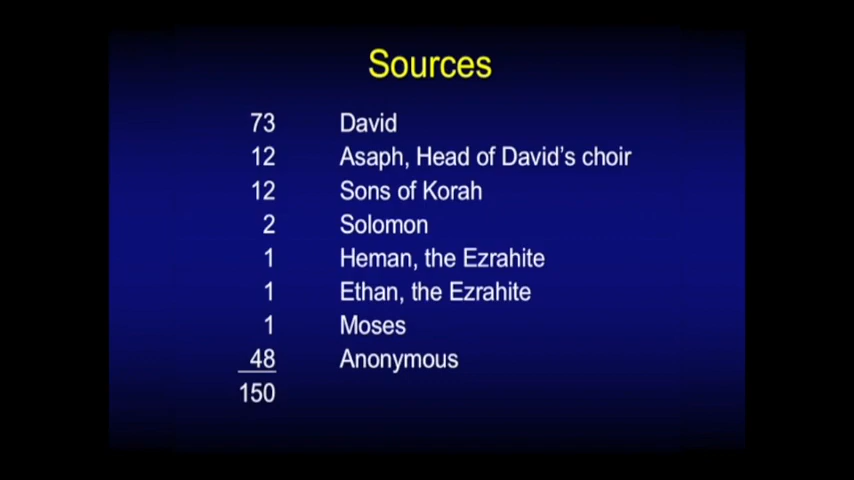 Sources
73 David
12 Asaph, Head of David's choir
12 Sons of Korah
2 Solomon
1 Heman, the Ezrahite
1 Ethan, the Ezrahite
1 Moses
48 Anonymous
150